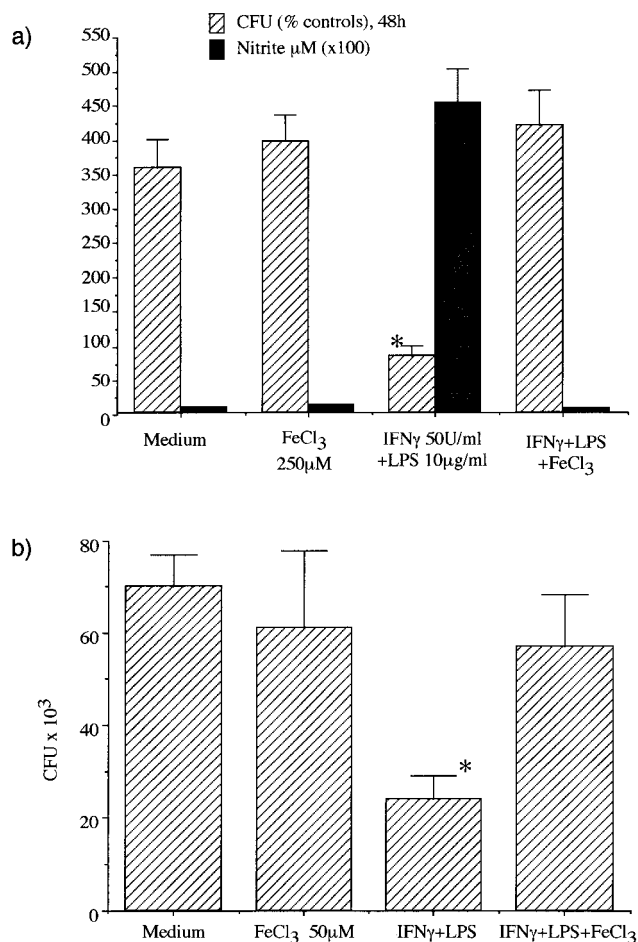 a)
CFU (% controls), 48h
Nitrite µM (x100)
550
500
450
400
350
300
250
200
150
100
50
0
Medium
FeCl3
250µM
IFNγ 50U/ml
+LPS 10µg/ml
IFNγ+LPS
+FeCl3
b)
CFU x 10³
80
60
40
20
0
*
*
Medium
FeCl3 50µM
IFNγ+LPS
IFNγ+LPS+FeCl3